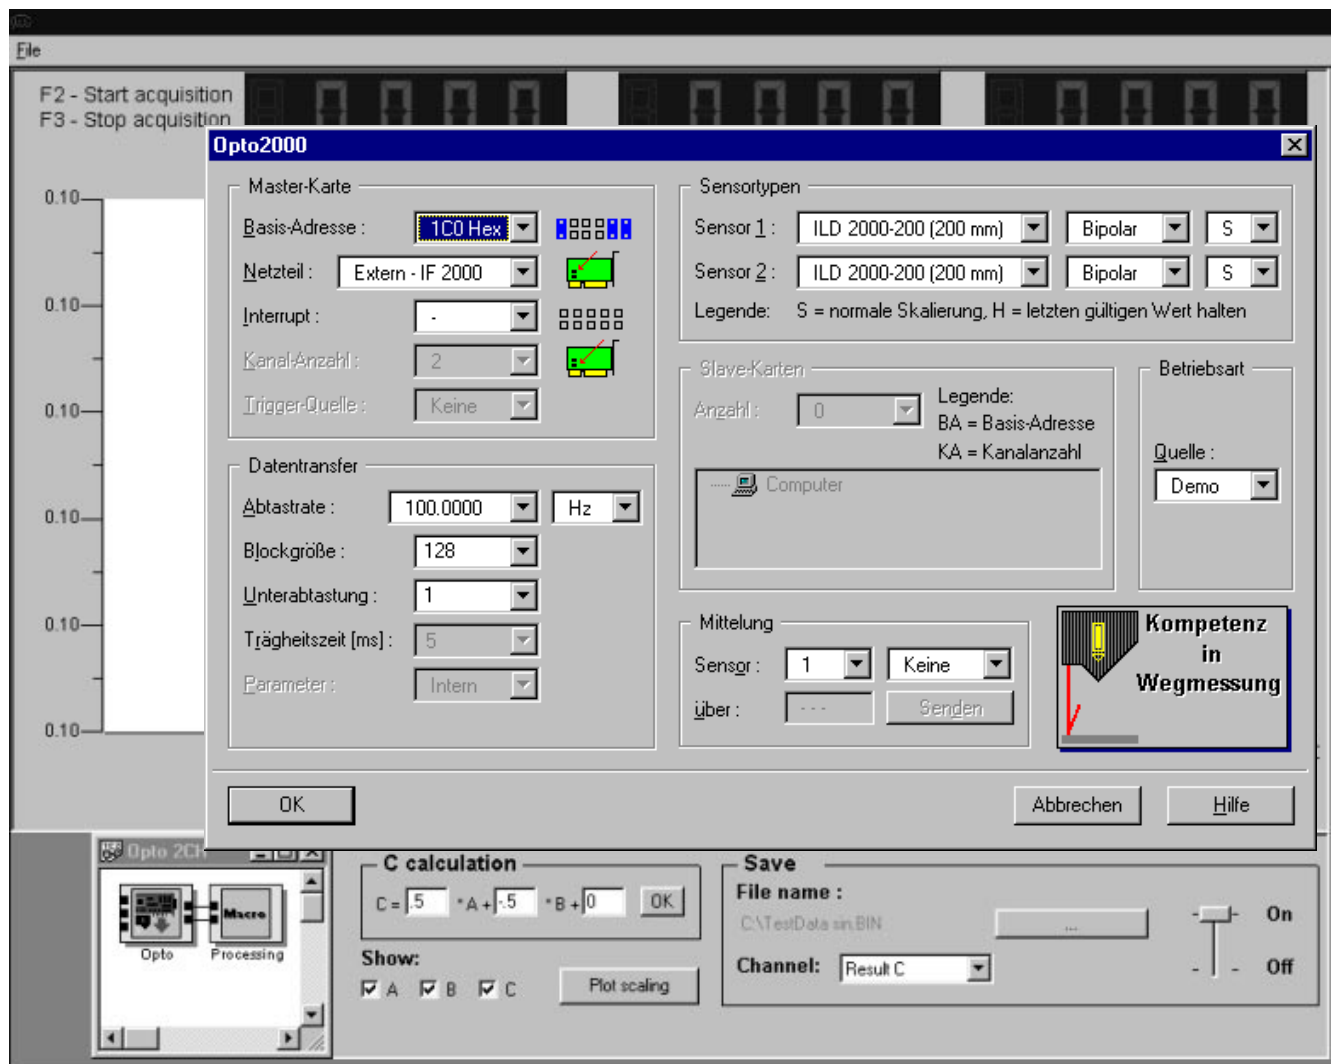 File
F2 - Start acquisition
F3 - Stop acquisition
Opto2000
0.10
0.10
0.10
0.10
0.10
0.10
Master-Karte
Basis-Adresse : 1C0 Hex
Netzteil : Extern - IF 2000
Interrupt : -
Kanal-Anzahl : 2
Trigger-Quelle : Keine
Datentransfer
Abtastrate : 100.0000 Hz
Blockgröße : 128
Unterabtastung : 1
Trägheitszeit [ms] : 5
Parameter : Intern
Sensortypen
Sensor 1 : ILD 2000-200 (200 mm) Bipolar S
Sensor 2 : ILD 2000-200 (200 mm) Bipolar S
Legende: S = normale Skalierung, H = letzten gültigen Wert halten
Slave-Karten
Anzahl : 0
Legende:
BA = Basis-Adresse
KA = Kanalanzahl
Computer
Betriebsart
Quelle :
Demo
Mittelung
Sensor : 1 Keine
über : - - - Senden
Kompetenz
in
Wegmessung
OK Abbrechen Hilfe
Opto 2CH
Opto
Macro
Processing
C calculation
C = .5 *A + -.5 *B + 0 OK
Show:
A B C Plot scaling
Save
File name :
C:\TestData sin.BIN ...
Channel: Result C
On
Off